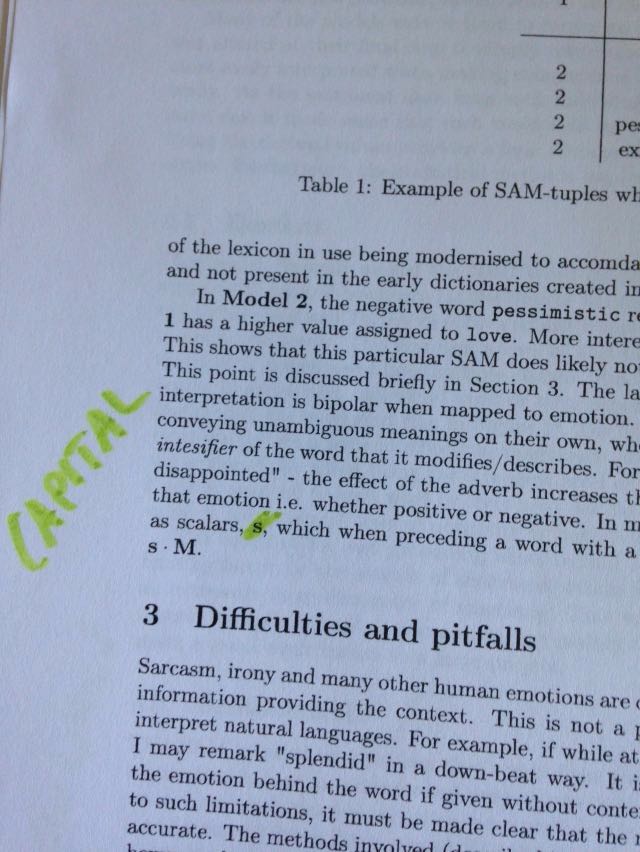 1
2
2
2 pes
2 ex
Table 1: Example of SAM-tuples wh
of the lexicon in use being modernised to accomda
and not present in the early dictionaries created in
In Model 2, the negative word pessimistic re
1 has a higher value assigned to love. More intere
This shows that this particular SAM does likely no
This point is discussed briefly in Section 3. The la
interpretation is bipolar when mapped to emotion.
conveying unambiguous meanings on their own, whe
intesifier of the word that it modifies/describes. For
disappointed" - the effect of the adverb increases th
that emotion i.e. whether positive or negative. In m
as scalars, s, which when preceding a word with a
s · M.
CAPITAL
3 Difficulties and pitfalls
Sarcasm, irony and many other human emotions are
information providing the context. This is not a p
interpret natural languages. For example, if while at
I may remark "splendid" in a down-beat way. It is
the emotion behind the word if given without conte
to such limitations, it must be made clear that the
accurate. The methods involved